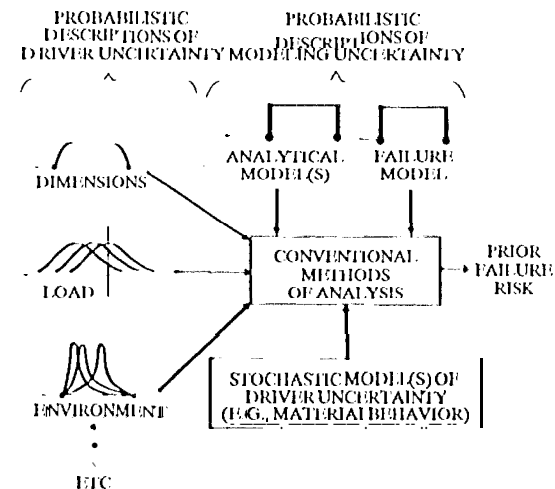 PROBABILISTIC
DESCRIPTIONS OF
DRIVER UNCERTAINTY
PROBABILISTIC
DESCRIPTIONS OF
MODELING UNCERTAINTY
DIMENSIONS
LOAD
ENVIRONMENT
ETC
ANALYTICAL
MODEL(S)
FAILURE
MODEL
CONVENTIONAL
METHODS
OF ANALYSIS
PRIOR
FAILURE
RISK
STOCHASTIC MODEL(S) OF
DRIVER UNCERTAINTY
(E.G., MATERIAL BEHAVIOR)